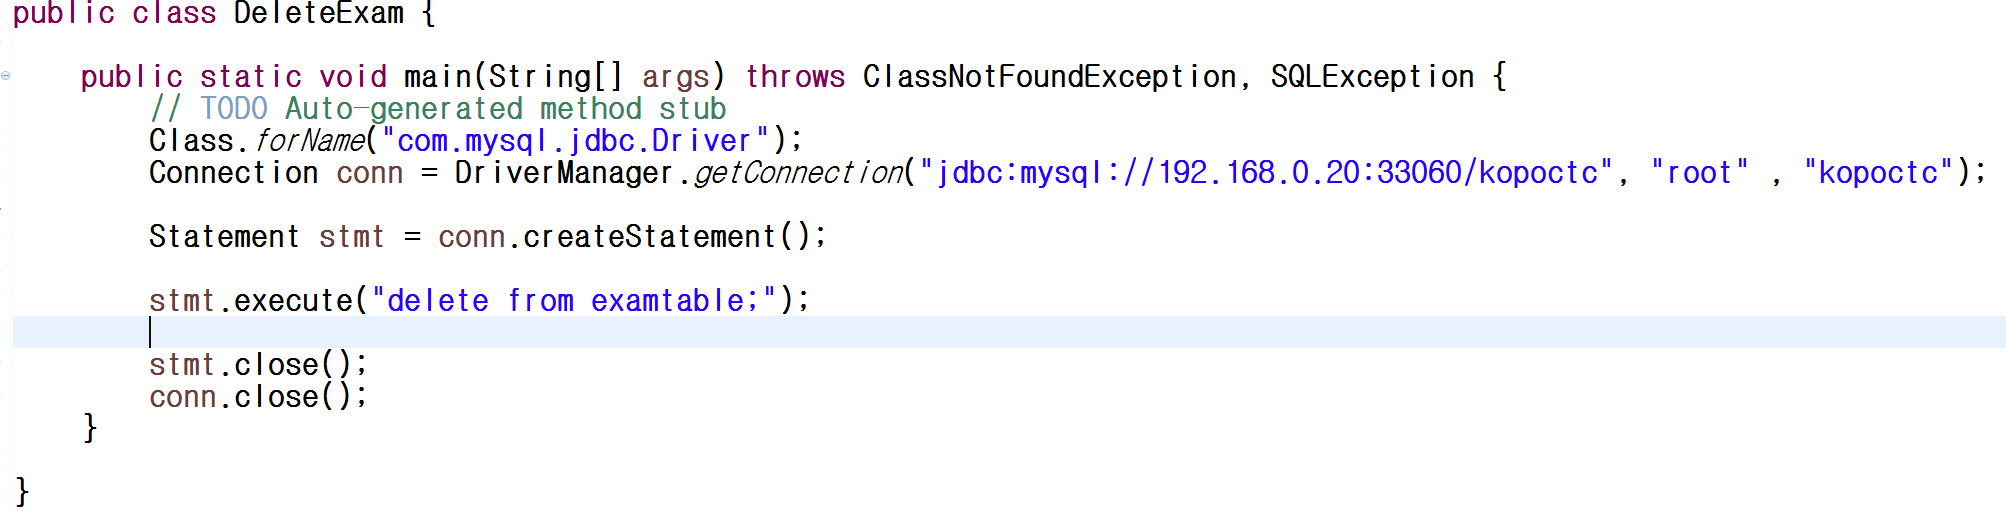 public class DeleteExam {
public static void main(String[] args) throws ClassNotFoundException, SQLException {
// TODO Auto-generated method stub
Class.forName("com.mysql.jdbc.Driver");
Connection conn = DriverManager.getConnection("jdbc:mysql://192.168.0.20:33060/kopoctc", "root" , "kopoctc");
Statement stmt = conn.createStatement();
stmt.execute("delete from examtable;");
stmt.close();
conn.close();
}
}